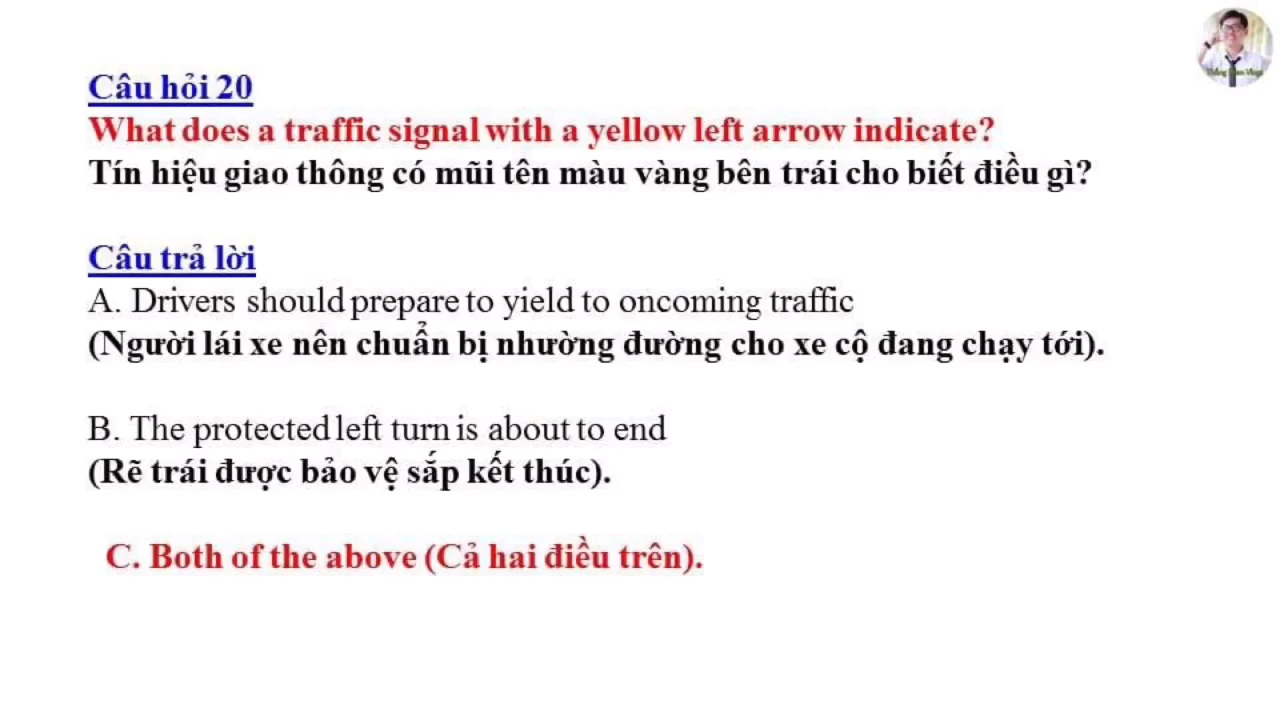 Câu hỏi 20
What does a traffic signal with a yellow left arrow indicate?
Tín hiệu giao thông có mũi tên màu vàng bên trái cho biết điều gì?
Câu trả lời
A. Drivers should prepare to yield to oncoming traffic
(Người lái xe nên chuẩn bị nhường đường cho xe cộ đang chạy tới).
B. The protected left turn is about to end
(Rẽ trái được bảo vệ sắp kết thúc).
C. Both of the above (Cả hai điều trên).